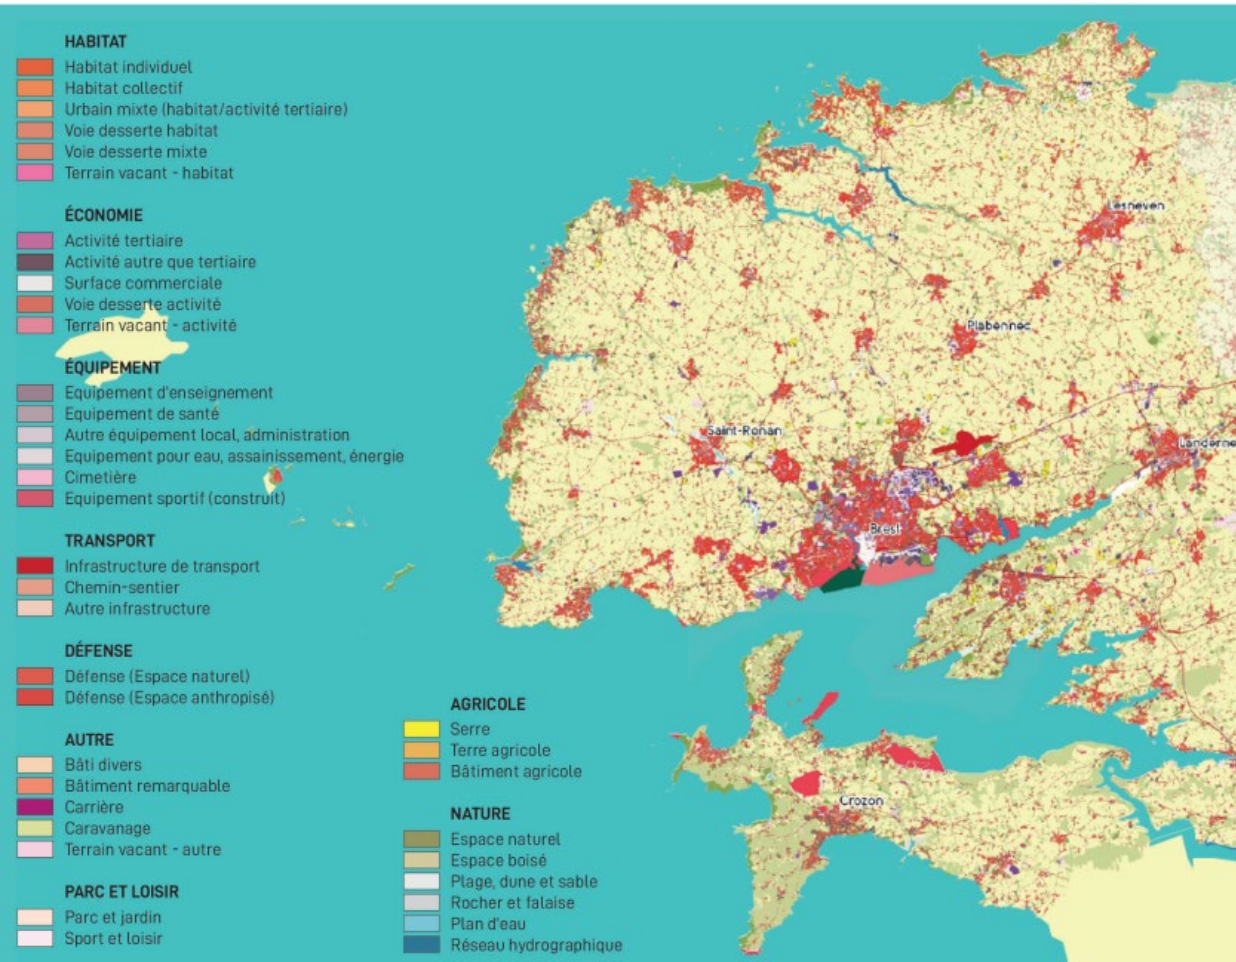 HABITAT
Habitat individuel
Habitat collectif
Urbain mixte (habitat/activité tertiaire)
Voie desserte habitat
Voie desserte mixte
Terrain vacant - habitat
ÉCONOMIE
Activité tertiaire
Activité autre que tertiaire
Surface commerciale
Voie desserte activité
Terrain vacant - activité
ÉQUIPEMENT
Equipement d'enseignement
Equipement de santé
Autre équipement local, administration
Equipement pour eau, assainissement, énergie
Cimetière
Equipement sportif (construit)
TRANSPORT
Infrastructure de transport
Chemin-sentier
Autre infrastructure
DÉFENSE
Défense (Espace naturel)
Défense (Espace anthropisé)
AUTRE
Bâti divers
Bâtiment remarquable
Carrière
Caravanage
Terrain vacant - autre
PARC ET LOISIR
Parc et jardin
Sport et loisir
AGRICOLE
Serre
Terre agricole
Bâtiment agricole
NATURE
Espace naturel
Espace boisé
Plage, dune et sable
Rocher et falaise
Plan d'eau
Réseau hydrographique
Lesneven
Plabennec
Saint-Renan
Landerne
Brest
Crozon